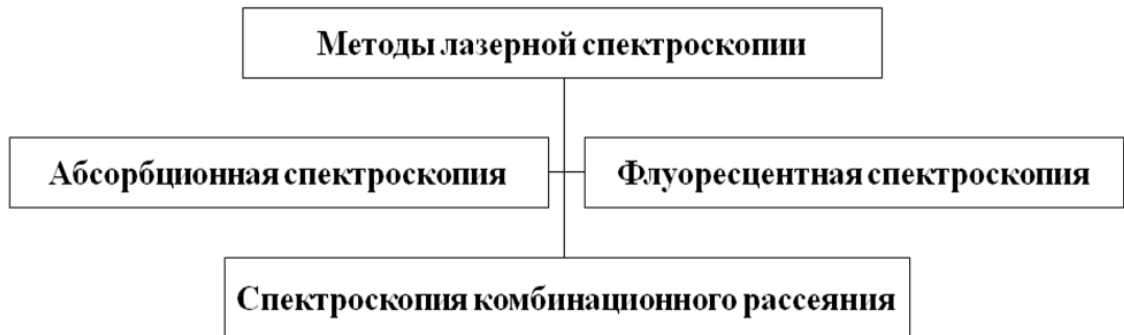 Методы лазерной спектроскопии
Абсорбционная спектроскопия
Флуоресцентная спектроскопия
Спектроскопия комбинационного рассеяния